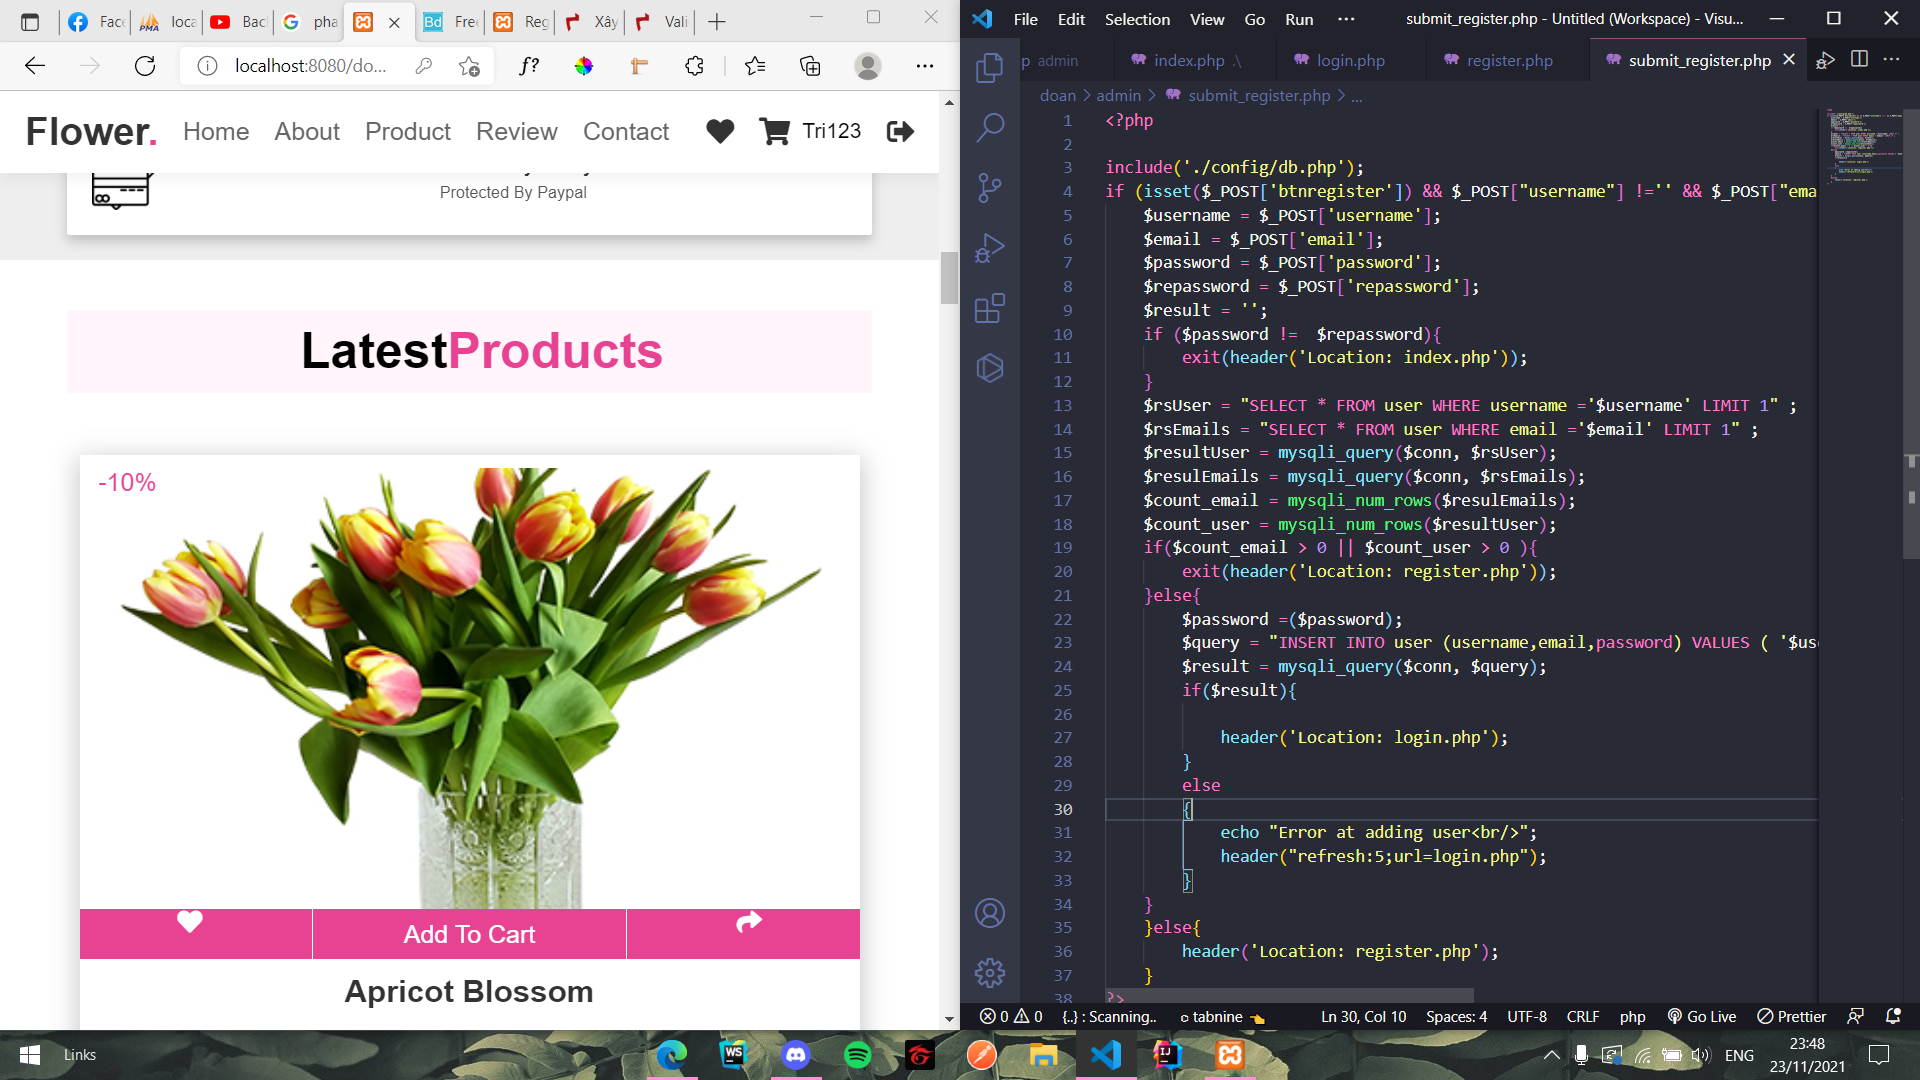 Face
loca
Bac
pha
Free
Reg
Xây
Vali
localhost:8080/do...
f?
Flower.
Home
About
Product
Review
Contact
Tri123
Protected By Paypal
LatestProducts
-10%
Add To Cart
Apricot Blossom
File
Edit
Selection
View
Go
Run
submit_register.php - Untitled (Workspace) - Visu...
p admin
index.php .\
login.php
register.php
submit_register.php
doan > admin > submit_register.php > ...
1 <?php
2
3 include('./config/db.php');
4 if (isset($_POST['btnregister']) && $_POST["username"] !='' && $_POST["ema
5 $username = $_POST['username'];
6 $email = $_POST['email'];
7 $password = $_POST['password'];
8 $repassword = $_POST['repassword'];
9 $result = '';
10 if ($password !=  $repassword){
11 exit(header('Location: index.php'));
12 }
13 $rsUser = "SELECT * FROM user WHERE username ='$username' LIMIT 1" ;
14 $rsEmails = "SELECT * FROM user WHERE email ='$email' LIMIT 1" ;
15 $resultUser = mysqli_query($conn, $rsUser);
16 $resulEmails = mysqli_query($conn, $rsEmails);
17 $count_email = mysqli_num_rows($resulEmails);
18 $count_user = mysqli_num_rows($resultUser);
19 if($count_email > 0 || $count_user > 0 ){
20 exit(header('Location: register.php'));
21 }else{
22 $password =($password);
23 $query = "INSERT INTO user (username,email,password) VALUES ( '$use
24 $result = mysqli_query($conn, $query);
25 if($result){
26
27 header('Location: login.php');
28 }
29 else
30 {
31 echo "Error at adding user<br/>";
32 header("refresh:5;url=login.php");
33 }
34 }
35 }else{
36 header('Location: register.php');
37 }
38 ?>
0 0 {..} : Scanning.. tabnine Ln 30, Col 10 Spaces: 4 UTF-8 CRLF php Go Live Prettier
Links
ENG
23:48
23/11/2021